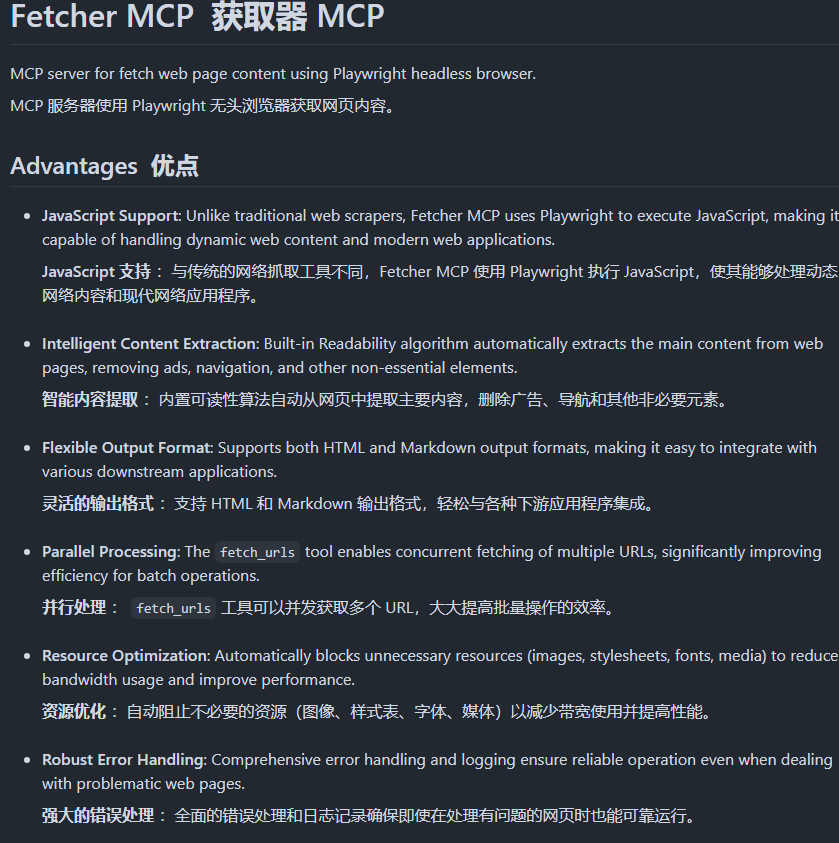 Fetcher MCP 获取器 MCP
MCP server for fetch web page content using Playwright headless browser.
MCP 服务器使用 Playwright 无头浏览器获取网页内容。
Advantages 优点
JavaScript Support: Unlike traditional web scrapers, Fetcher MCP uses Playwright to execute JavaScript, making it
capable of handling dynamic web content and modern web applications.
JavaScript 支持 ：与传统的网络抓取工具不同，Fetcher MCP 使用 Playwright 执行 JavaScript，使其能够处理动态
网络内容和现代网络应用程序。
Intelligent Content Extraction: Built-in Readability algorithm automatically extracts the main content from web
pages, removing ads, navigation, and other non-essential elements.
智能内容提取 ：内置可读性算法自动从网页中提取主要内容，删除广告、导航和其他非必要元素。
Flexible Output Format: Supports both HTML and Markdown output formats, making it easy to integrate with
various downstream applications.
灵活的输出格式 ：支持 HTML 和 Markdown 输出格式，轻松与各种下游应用程序集成。
Parallel Processing: The fetch_urls tool enables concurrent fetching of multiple URLs, significantly improving
efficiency for batch operations.
并行处理 ： fetch_urls 工具可以并发获取多个 URL，大大提高批量操作的效率。
Resource Optimization: Automatically blocks unnecessary resources (images, stylesheets, fonts, media) to reduce
bandwidth usage and improve performance.
资源优化 ：自动阻止不必要的资源（图像、样式表、字体、媒体）以减少带宽使用并提高性能。
Robust Error Handling: Comprehensive error handling and logging ensure reliable operation even when dealing
with problematic web pages.
强大的错误处理 ：全面的错误处理和日志记录确保即使在处理有问题的网页时也能可靠运行。